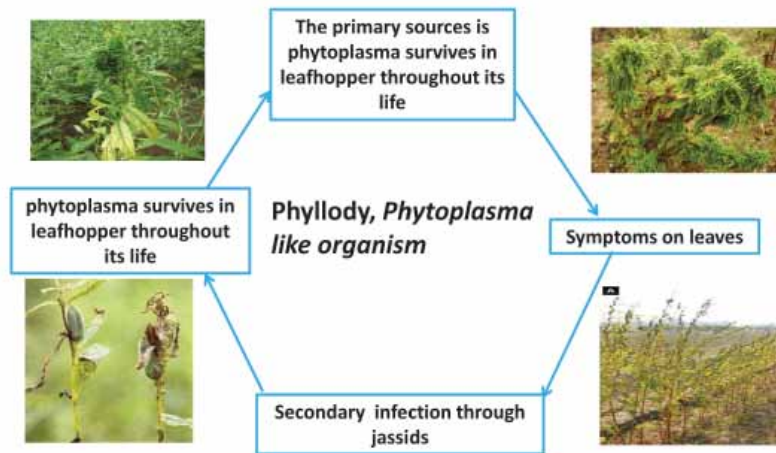 The primary sources is
phytoplasma survives in
leafhopper throughout its
life
phytoplasma survives in
leafhopper throughout
its life
Phyllody, Phytoplasma
like organism
Symptoms on leaves
Secondary infection through
jassids